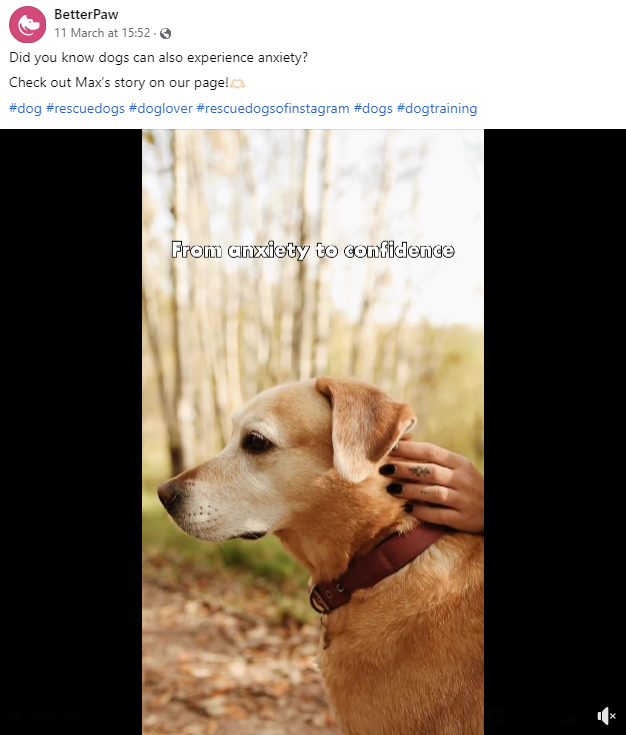 BetterPaw
11 March at 15:52 ·
Did you know dogs can also experience anxiety?
Check out Max's story on our page!🫶🏻
#dog #rescuedogs #doglover #rescuedogsofinstagram #dogs #dogtraining
From anxiety to confidence